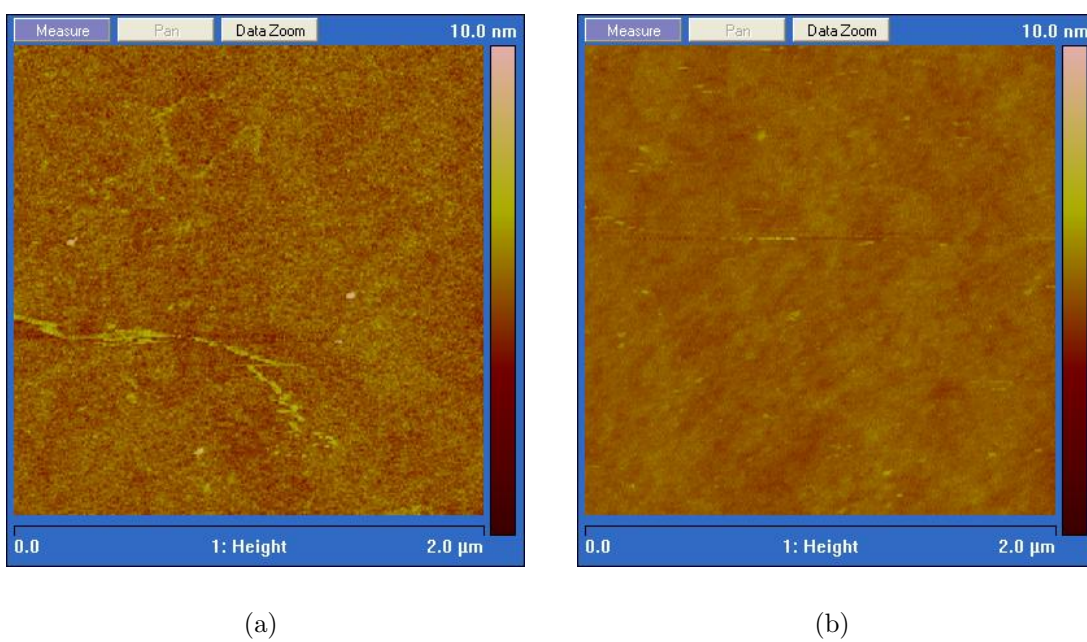 Measure Pan Data Zoom 10.0 nm
0.0 1: Height 2.0 μm
(a)
Measure Pan Data Zoom 10.0 nm
0.0 1: Height 2.0 μm
(b)